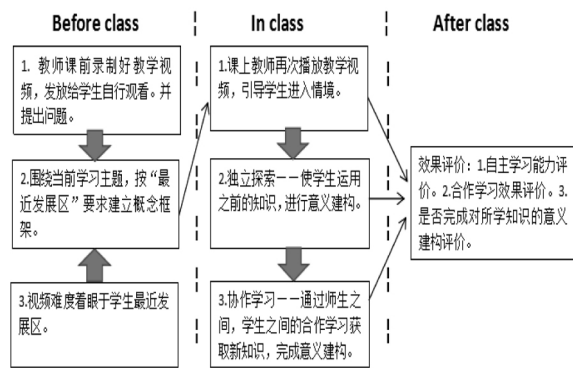 Before class
In class
After class
1. 教师课前录制好教学视
频，发放给学生自行观看。并
提出问题。
2.围绕当前学习主题，按“最
近发展区”要求建立概念框
架。
3.视频难度着眼于学生最近发
展区。
1.课上教师再次播放教学视
频，引导学生进入情境。
2.独立探索——使学生运用
之前的知识，进行意义建构。
3.协作学习——通过师生之
间，学生之间的合作学习获
取新知识，完成意义建构。
效果评价：1.自主学习能力评
价。2.合作学习效果评价。3.
是否完成对所学知识的意义
建构评价。